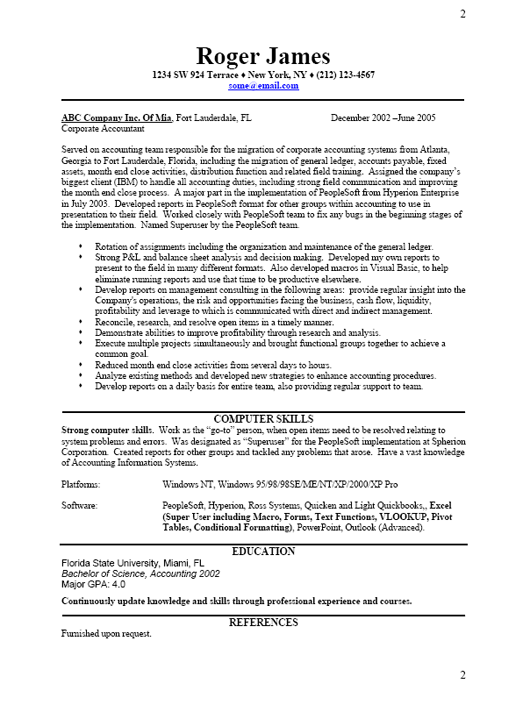 2
Roger James
1234 SW 924 Terrace ♦ New York, NY ♦ (212) 123-4567
some@email.com
ABC Company Inc. Of Mia, Fort Lauderdale, FL December 2002 –June 2005
Corporate Accountant
Served on accounting team responsible for the migration of corporate accounting systems from Atlanta,
Georgia to Fort Lauderdale, Florida, including the migration of general ledger, accounts payable, fixed
assets, month end close activities, distribution function and related field training. Assigned the company's
biggest client (IBM) to handle all accounting duties, including strong field communication and improving
the month end close process. A major part in the implementation of PeopleSoft from Hyperion Enterprise
in July 2003. Developed reports in PeopleSoft format for other groups within accounting to use in
presentation to their field. Worked closely with PeopleSoft team to fix any bugs in the beginning stages of
the implementation. Named Superuser by the PeopleSoft team.
♦ Rotation of assignments including the organization and maintenance of the general ledger.
♦ Strong P&L and balance sheet analysis and decision making. Developed my own reports to
present to the field in many different formats. Also developed macros in Visual Basic, to help
eliminate running reports and use that time to be productive elsewhere.
♦ Develop reports on management consulting in the following areas: provide regular insight into the
Company's operations, the risk and opportunities facing the business, cash flow, liquidity,
profitability and leverage to which is communicated with direct and indirect management.
♦ Reconcile, research, and resolve open items in a timely manner.
♦ Demonstrate abilities to improve profitability through research and analysis.
♦ Execute multiple projects simultaneously and brought functional groups together to achieve a
common goal.
♦ Reduced month end close activities from several days to hours.
♦ Analyze existing methods and developed new strategies to enhance accounting procedures.
♦ Develop reports on a daily basis for entire team, also providing regular support to team.
COMPUTER SKILLS
Strong computer skills. Work as the "go-to" person, when open items need to be resolved relating to
system problems and errors. Was designated as "Superuser" for the PeopleSoft implementation at Spherion
Corporation. Created reports for other groups and tackled any problems that arose. Have a vast knowledge
of Accounting Information Systems.
Platforms: Windows NT, Windows 95/98/98SE/ME/NT/XP/2000/XP Pro
Software: PeopleSoft, Hyperion, Ross Systems, Quicken and Light Quickbooks,, Excel
(Super User including Macro, Forms, Text Functions, VLOOKUP, Pivot
Tables, Conditional Formatting), PowerPoint, Outlook (Advanced).
EDUCATION
Florida State University, Miami, FL
Bachelor of Science, Accounting 2002
Major GPA: 4.0
Continuously update knowledge and skills through professional experience and courses.
REFERENCES
Furnished upon request.
2